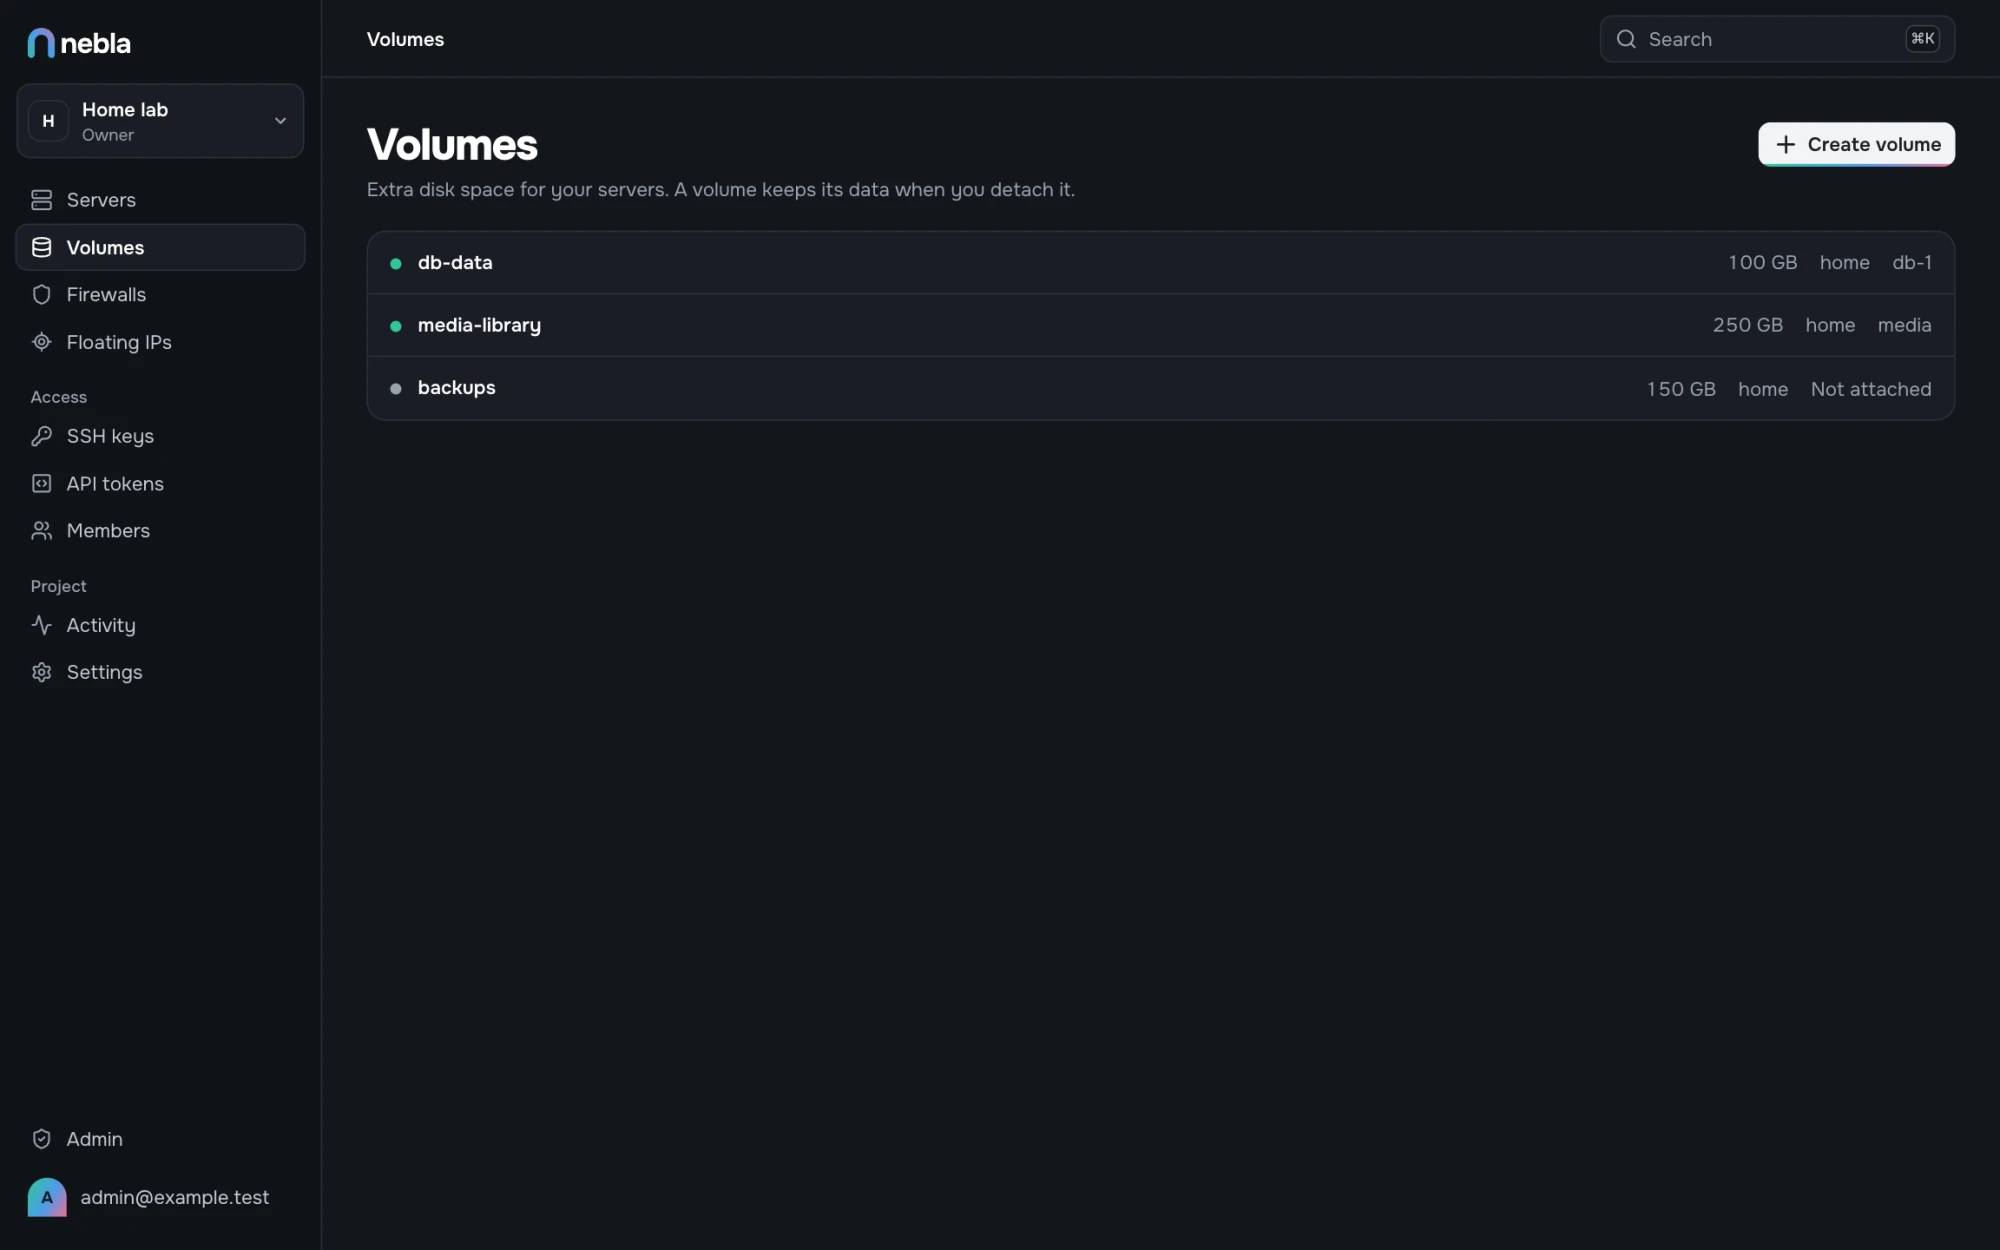 nebla
H
Home lab
Owner
Servers
Volumes
Firewalls
Floating IPs
Access
SSH keys
API tokens
Members
Project
Activity
Settings
Admin
A
admin@example.test
Volumes
Search
⌘K
Volumes
Create volume
Extra disk space for your servers. A volume keeps its data when you detach it.
db-data 100 GB home db-1
media-library 250 GB home media
backups 150 GB home Not attached